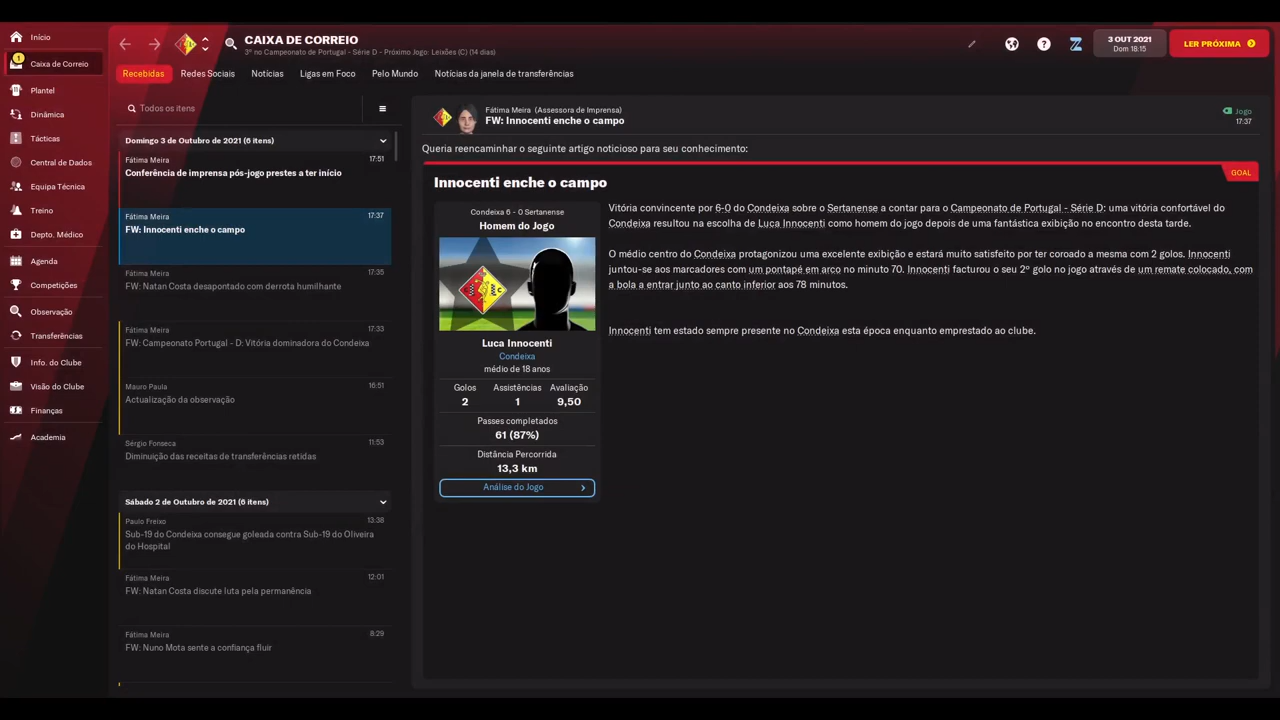 Início
1
Caixa de Correio
Plantel
Dinâmica
Tácticas
Central de Dados
Equipa Técnica
Treino
Depto. Médico
Agenda
Competições
Observação
Transferências
Info. do Clube
Visão do Clube
Finanças
Academia
CAIXA DE CORREIO
3º no Campeonato de Portugal - Série D - Próximo Jogo: Leixões (C) (14 dias)
3 OUT 2021
Dom 18:15
LER PRÓXIMA
Recebidas
Redes Sociais
Notícias
Ligas em Foco
Pelo Mundo
Notícias da janela de transferências
Todos os itens
Domingo 3 de Outubro de 2021 (6 itens)
Fátima Meira 17:51
Conferência de imprensa pós-jogo prestes a ter início
Fátima Meira 17:37
FW: Innocenti enche o campo
Fátima Meira 17:35
FW: Natan Costa desapontado com derrota humilhante
Fátima Meira 17:33
FW: Campeonato Portugal - D: Vitória dominadora do Condeixa
Mauro Paula 16:51
Actualização da observação
Sérgio Fonseca 11:53
Diminuição das receitas de transferências retidas
Sábado 2 de Outubro de 2021 (6 itens)
Paulo Freixo 13:38
Sub-19 do Condeixa consegue goleada contra Sub-19 do Oliveira
do Hospital
Fátima Meira 12:01
FW: Natan Costa discute luta pela permanência
Fátima Meira 8:29
FW: Nuno Mota sente a confiança fluir
Fátima Meira (Assessora de Imprensa)
FW: Innocenti enche o campo
Jogo
17:37
Queria reencaminhar o seguinte artigo noticioso para seu conhecimento:
GOAL
Innocenti enche o campo
Condeixa 6 - 0 Sertanense
Homem do Jogo
Luca Innocenti
Condeixa
médio de 18 anos
Golos Assistências Avaliação
2 1 9,50
Passes completados
61 (87%)
Distância Percorrida
13,3 km
Análise do Jogo
Vitória convincente por 6-0 do Condeixa sobre o Sertanense a contar para o Campeonato de Portugal - Série D: uma vitória confortável do
Condeixa resultou na escolha de Luca Innocenti como homem do jogo depois de uma fantástica exibição no encontro desta tarde.
O médio centro do Condeixa protagonizou uma excelente exibição e estará muito satisfeito por ter coroado a mesma com 2 golos. Innocenti
juntou-se aos marcadores com um pontapé em arco no minuto 70. Innocenti facturou o seu 2º golo no jogo através de um remate colocado, com
a bola a entrar junto ao canto inferior aos 78 minutos.
Innocenti tem estado sempre presente no Condeixa esta época enquanto emprestado ao clube.